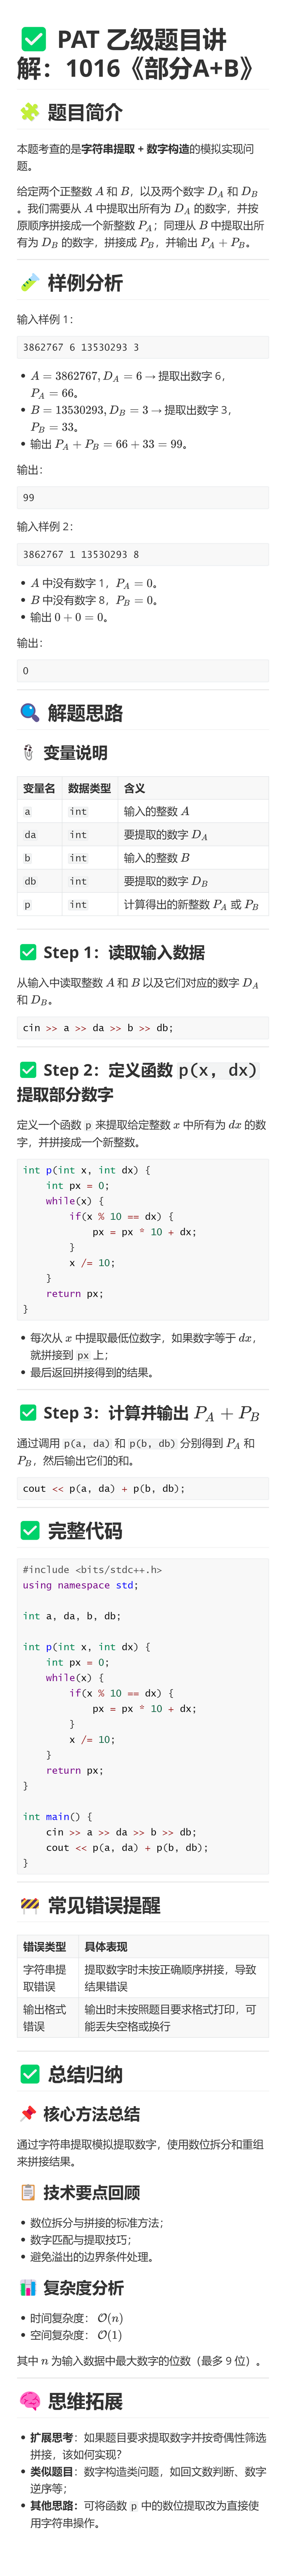 ✅ PAT 乙级题目讲
解：1016《部分A+B》
🧩 题目简介
本题考查的是字符串提取 + 数字构造的模拟实现问
题。
给定两个正整数 A 和 B，以及两个数字 D_A 和 D_B
。我们需要从 A 中提取出所有为 D_A 的数字，并按
原顺序拼接成一个新整数 P_A；同理从 B 中提取出所
有为 D_B 的数字，拼接成 P_B，并输出 P_A + P_B。
🧪 样例分析
输入样例 1：
3862767 6 13530293 3
• A = 3862767, D_A = 6 → 提取出数字 6，
P_A = 66。
• B = 13530293, D_B = 3 → 提取出数字 3，
P_B = 33。
• 输出 P_A + P_B = 66 + 33 = 99。
输出：
99
输入样例 2：
3862767 1 13530293 8
• A 中没有数字 1，P_A = 0。
• B 中没有数字 8，P_B = 0。
• 输出 0 + 0 = 0。
输出：
0
🔍 解题思路
🖇️ 变量说明
变量名 数据类型 含义
a int 输入的整数 A
da int 要提取的数字 D_A
b int 输入的整数 B
db int 要提取的数字 D_B
p int 计算得出的新整数 P_A 或 P_B
✅ Step 1：读取输入数据
从输入中读取整数 A 和 B 以及它们对应的数字 D_A
和 D_B。
cin >> a >> da >> b >> db;
✅ Step 2：定义函数 p(x, dx)
提取部分数字
定义一个函数 p 来提取给定整数 x 中所有为 dx 的数
字，并拼接成一个新整数。
int p(int x, int dx) {
    int px = 0;
    while(x) {
        if(x % 10 == dx) {
            px = px * 10 + dx;
        }
        x /= 10;
    }
    return px;
}
• 每次从 x 中提取最低位数字，如果数字等于 dx，
就拼接到 px 上；
• 最后返回拼接得到的结果。
✅ Step 3：计算并输出 P_A + P_B
通过调用 p(a, da) 和 p(b, db) 分别得到 P_A 和
P_B，然后输出它们的和。
cout << p(a, da) + p(b, db);
✅ 完整代码
#include <bits/stdc++.h>
using namespace std;
int a, da, b, db;
int p(int x, int dx) {
    int px = 0;
    while(x) {
        if(x % 10 == dx) {
            px = px * 10 + dx;
        }
        x /= 10;
    }
    return px;
}
int main() {
    cin >> a >> da >> b >> db;
    cout << p(a, da) + p(b, db);
}
🚧 常见错误提醒
错误类型 具体表现
字符串提
取错误
提取数字时未按正确顺序拼接，导致
结果错误
输出格式
错误
输出时未按照题目要求格式打印，可
能丢失空格或换行
✅ 总结归纳
📌 核心方法总结
通过字符串提取模拟提取数字，使用数位拆分和重组
来拼接结果。
📋 技术要点回顾
• 数位拆分与拼接的标准方法；
• 数字匹配与提取技巧；
• 避免溢出的边界条件处理。
📊 复杂度分析
• 时间复杂度： O(n)
• 空间复杂度： O(1)
其中 n 为输入数据中最大数字的位数（最多 9 位）。
🧠 思维拓展
• 扩展思考：如果题目要求提取数字并按奇偶性筛选
拼接，该如何实现？
• 类似题目：数字构造类问题，如回文数判断、数字
逆序等；
• 其他思路：可将函数 p 中的数位提取改为直接使
用字符串操作。